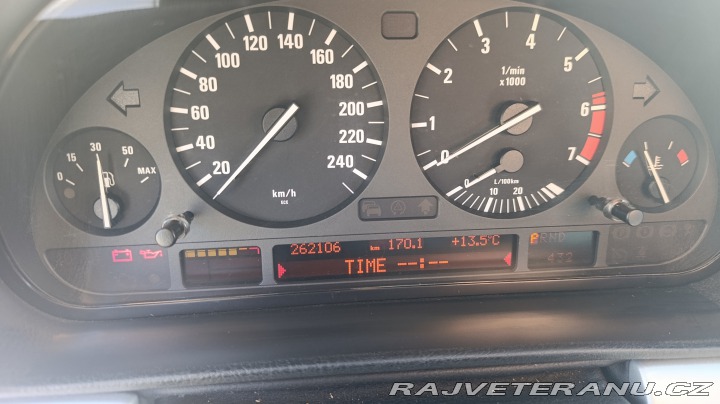 20 40 60 80 100 120 140 160 180 200 220 240
km/h
0 1 2 3 4 5 6 7
1/min
x1000
0 15 30 50 MAX
0 10 20
L/100km
262106 km 170.1 +13.5°C
TIME --:--
432
RAJVETERANU.CZ